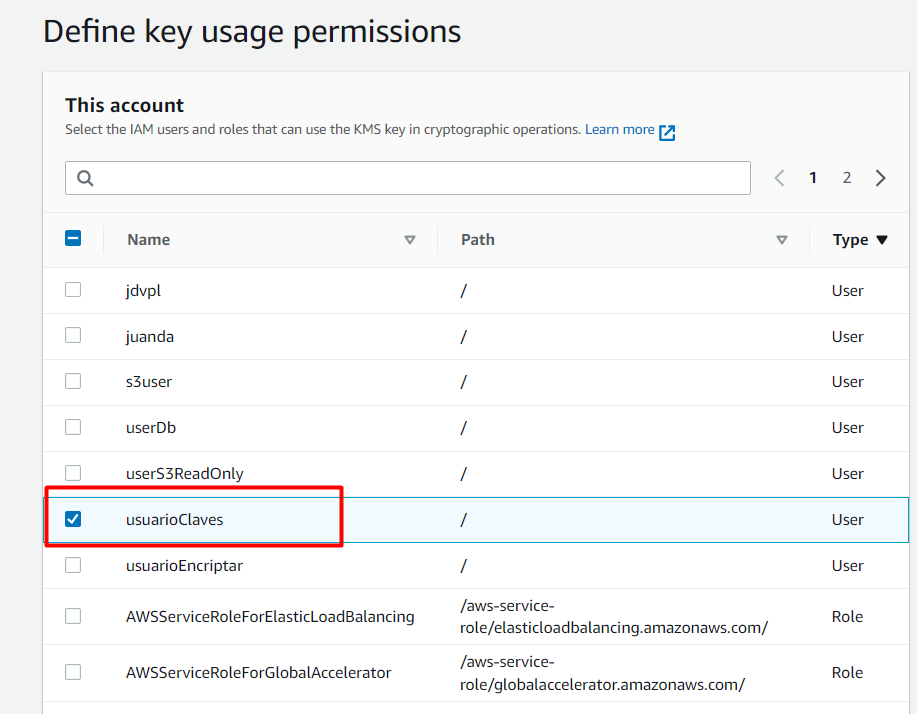 Define key usage permissions
This account
Select the IAM users and roles that can use the KMS key in cryptographic operations. Learn more
1 2
Name Path Type
jdvpl / User
juanda / User
s3user / User
userDb / User
userS3ReadOnly / User
usuarioClaves / User
usuarioEncriptar / User
AWSServiceRoleForElasticLoadBalancing /aws-service-role/elasticloadbalancing.amazonaws.com/ Role
AWSServiceRoleForGlobalAccelerator /aws-service-role/globalaccelerator.amazonaws.com/ Role